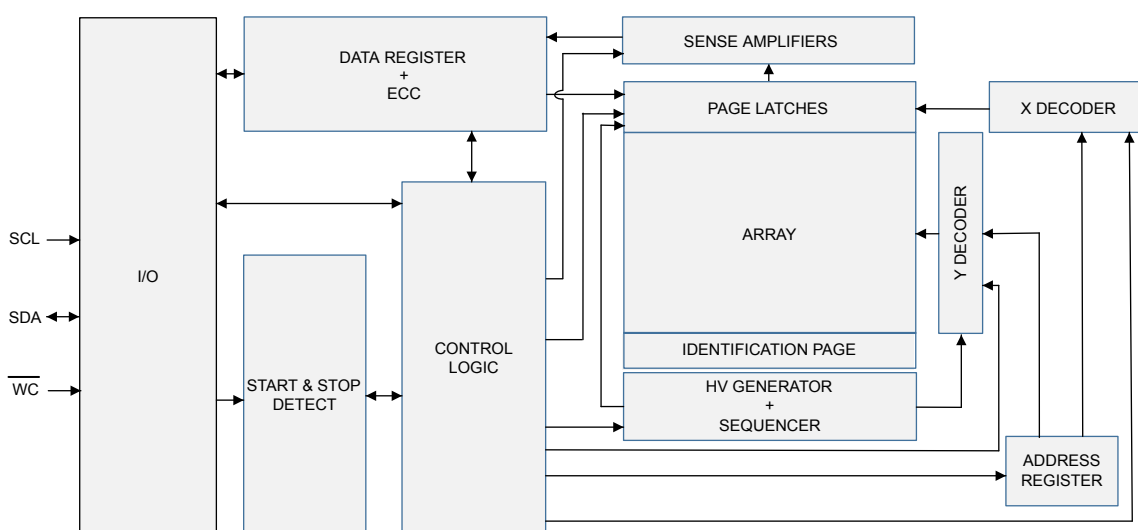 SENSE AMPLIFIERS
DATA REGISTER
+
ECC
PAGE LATCHES
X DECODER
SCL
I/O
ARRAY
Y DECODER
SDA
CONTROL
LOGIC
IDENTIFICATION PAGE
WC
START & STOP
DETECT
HV GENERATOR
+
SEQUENCER
ADDRESS
REGISTER